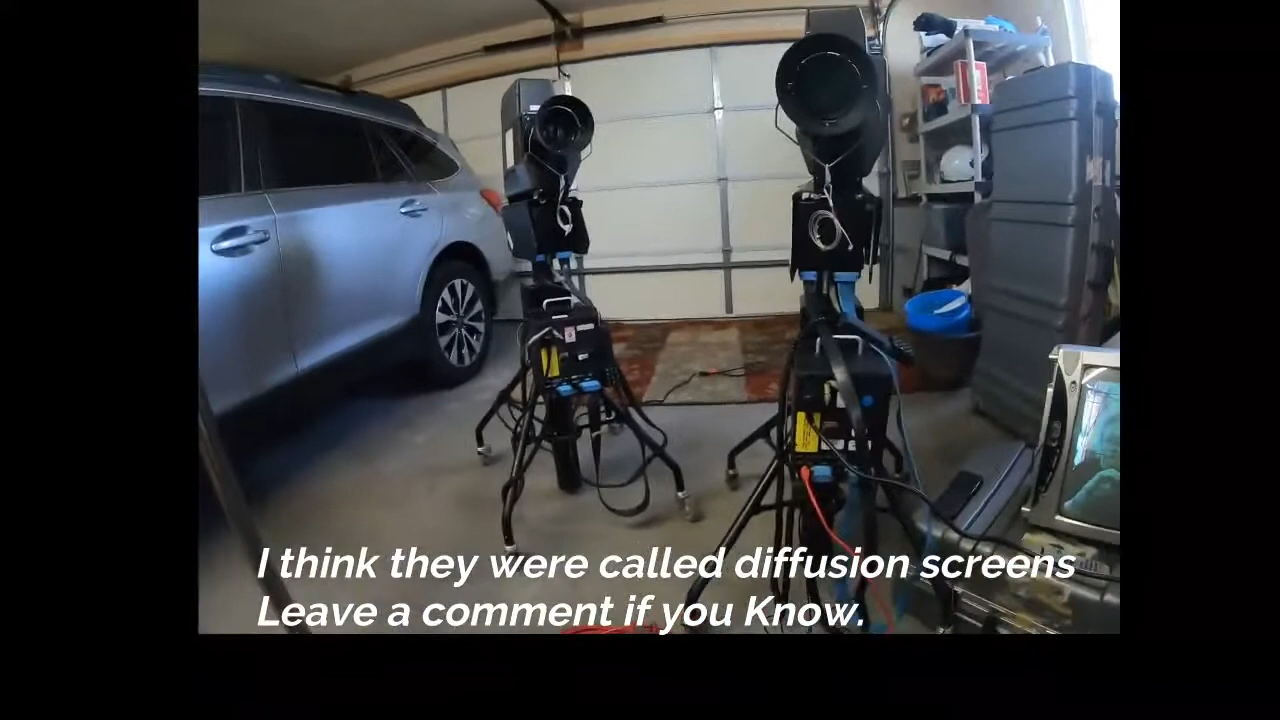 I think they were called diffusion screens
Leave a comment if you Know.